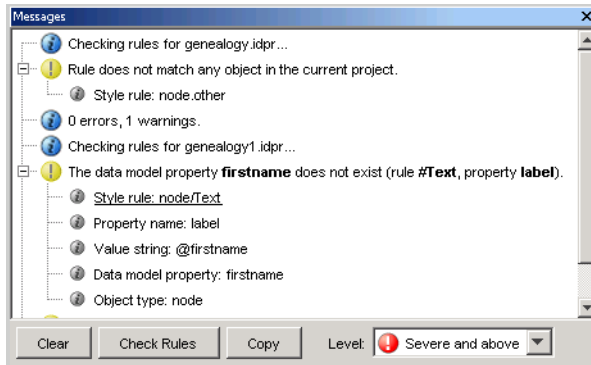 Messages
Checking rules for genealogy.idpr...
Rule does not match any object in the current project.
Style rule: node.other
0 errors, 1 warnings.
Checking rules for genealogy1.idpr...
The data model property firstname does not exist (rule #Text, property label).
Style rule: node/Text
Property name: label
Value string: @firstname
Data model property: firstname
Object type: node
Clear Check Rules Copy Level: Severe and above